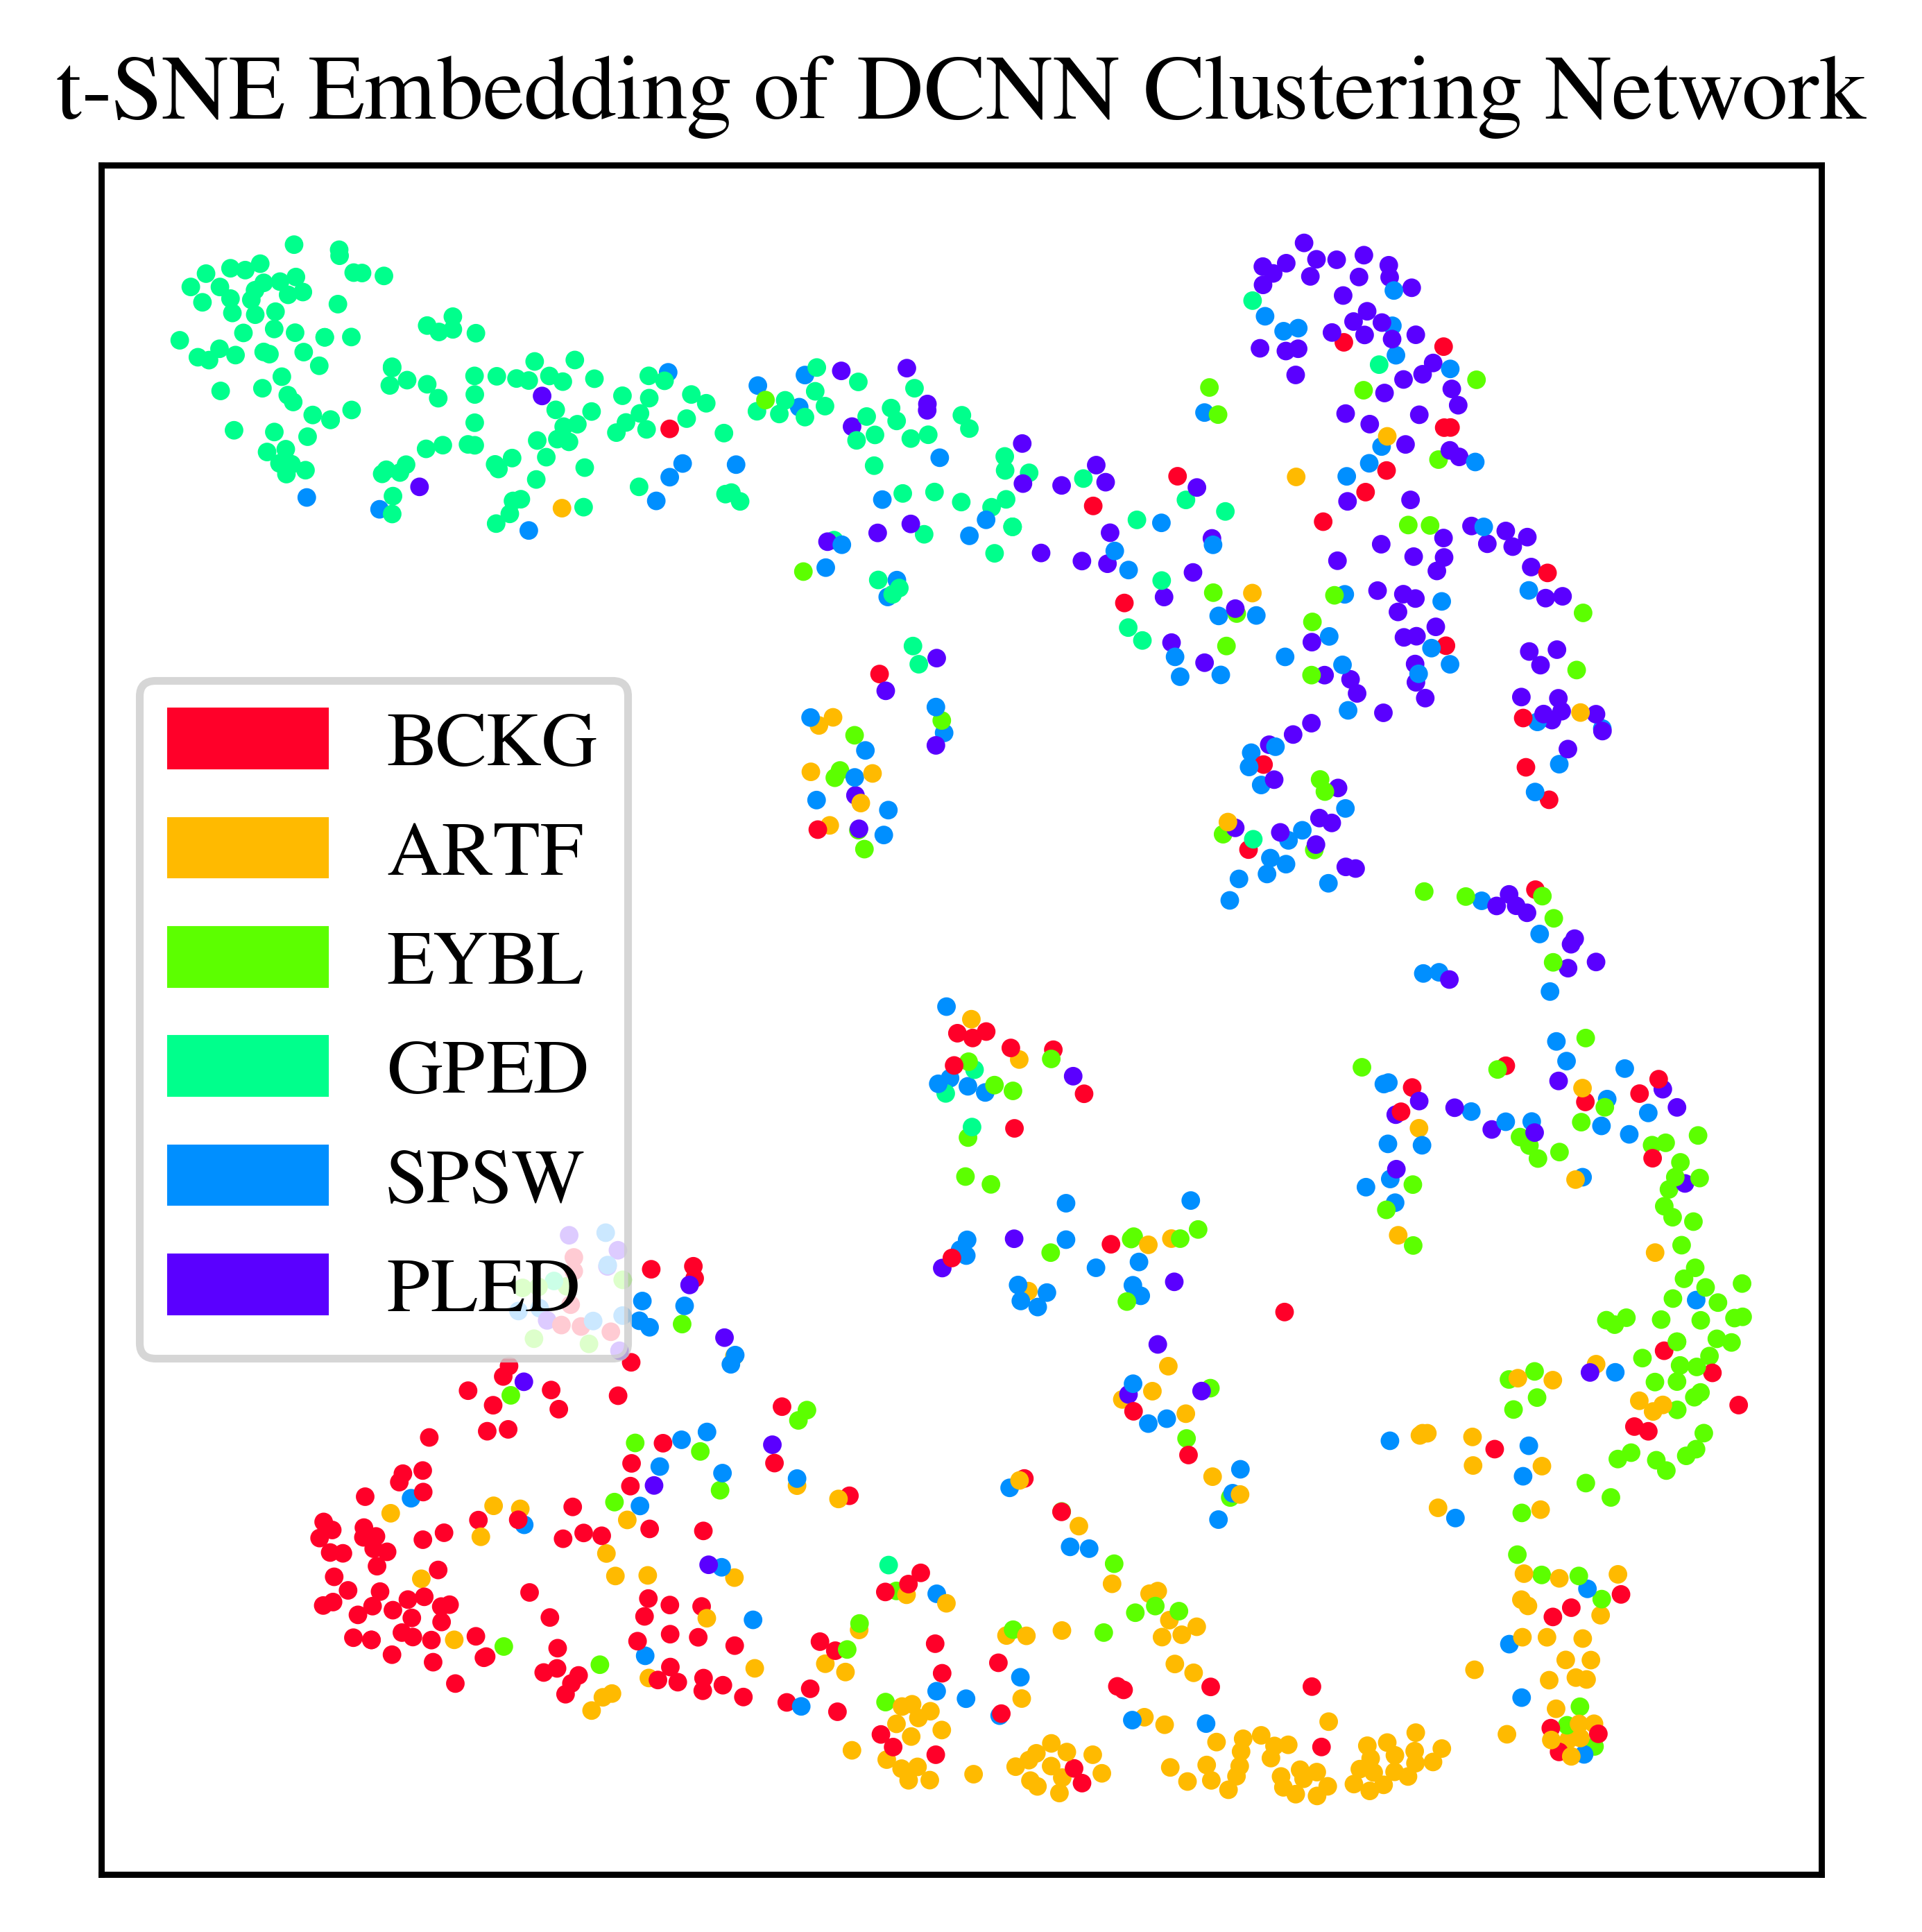 t-SNE Embedding of DCNN Clustering Network
BCKG
ARTF
EYBL
GPED
SPSW
PLED